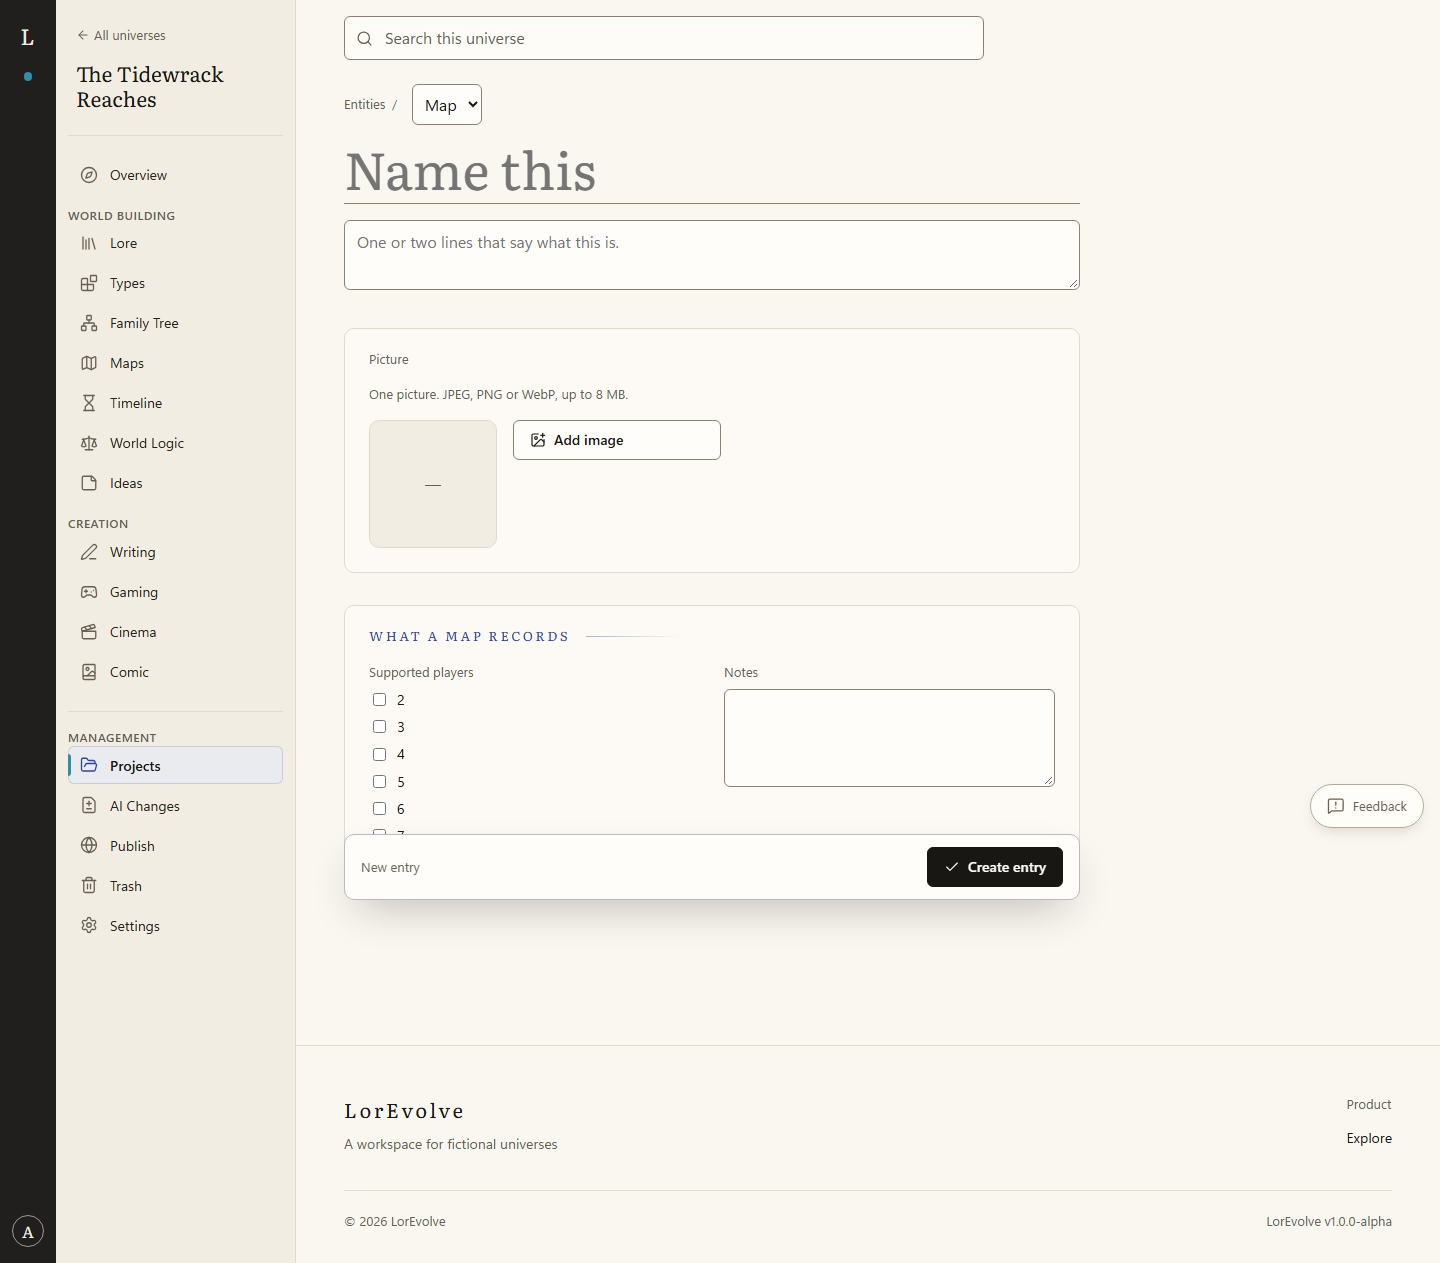 L
← All universes
The Tidewrack
Reaches
Overview
WORLD BUILDING
Lore
Types
Family Tree
Maps
Timeline
World Logic
Ideas
CREATION
Writing
Gaming
Cinema
Comic
MANAGEMENT
Projects
AI Changes
Publish
Trash
Settings
A
Search this universe
Entities / Map
Name this
One or two lines that say what this is.
Picture
One picture. JPEG, PNG or WebP, up to 8 MB.
—
Add image
WHAT A MAP RECORDS
Supported players
2
3
4
5
6
Notes
New entry
Create entry
Feedback
LorEvolve
A workspace for fictional universes
Product
Explore
© 2026 LorEvolve
LorEvolve v1.0.0-alpha